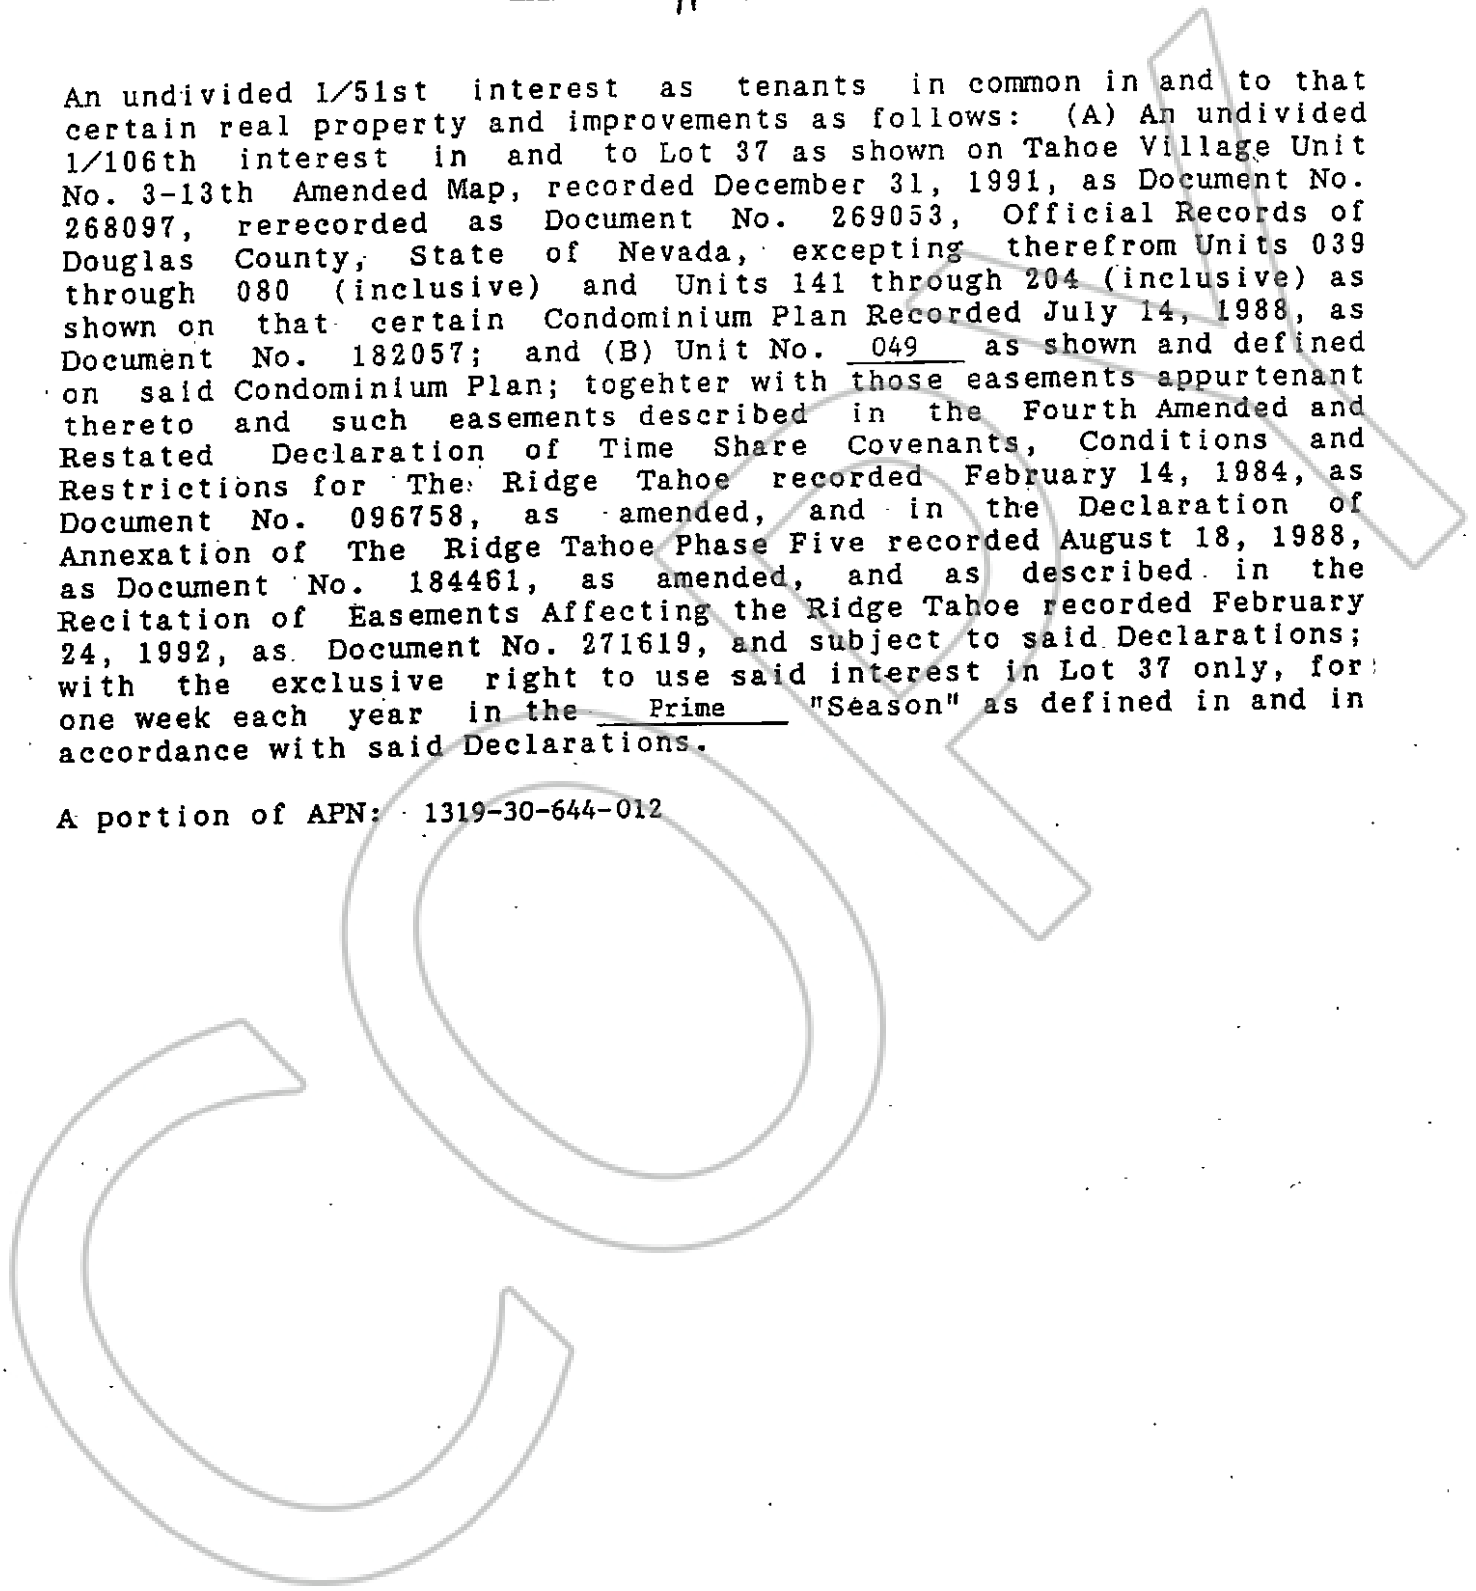 An undivided 1/51st interest as tenants in common in and to that
certain real property and improvements as follows: (A) An undivided
1/106th interest in and to Lot 37 as shown on Tahoe Village Unit
No. 3-13th Amended Map, recorded December 31, 1991, as Document No.
268097, rerecorded as Document No. 269053, Official Records of
Douglas County, State of Nevada, excepting therefrom Units 039
through 080 (inclusive) and Units 141 through 204 (inclusive) as
shown on that certain Condominium Plan Recorded July 14, 1988, as
Document No. 182057; and (B) Unit No. 049 as shown and defined
on said Condominium Plan; togehter with those easements appurtenant
thereto and such easements described in the Fourth Amended and
Restated Declaration of Time Share Covenants, Conditions and
Restrictions for The Ridge Tahoe recorded February 14, 1984, as
Document No. 096758, as amended, and in the Declaration of
Annexation of The Ridge Tahoe Phase Five recorded August 18, 1988,
as Document No. 184461, as amended, and as described in the
Recitation of Easements Affecting the Ridge Tahoe recorded February
24, 1992, as Document No. 271619, and subject to said Declarations;
with the exclusive right to use said interest in Lot 37 only, for
one week each year in the Prime "Season" as defined in and in
accordance with said Declarations.
A portion of APN: 1319-30-644-012
COPY